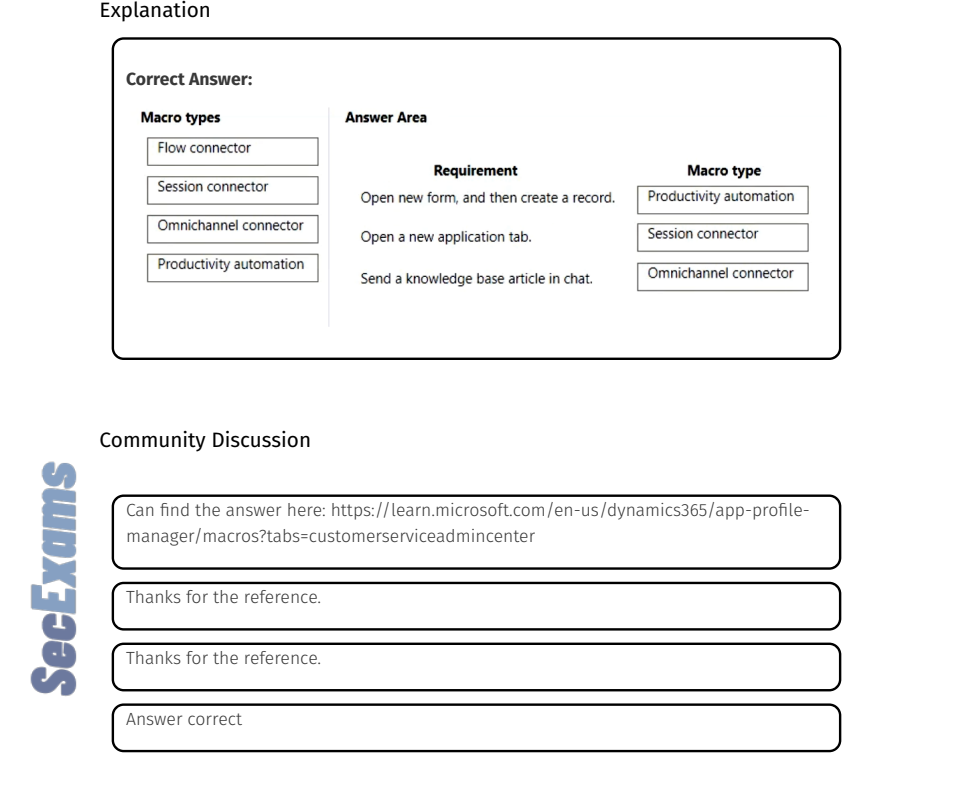 Explanation
Correct Answer:
Macro types
Flow connector
Session connector
Omnichannel connector
Productivity automation
Answer Area
Requirement
Macro type
Open new form, and then create a record.
Productivity automation
Open a new application tab.
Session connector
Send a knowledge base article in chat.
Omnichannel connector
Community Discussion
Can find the answer here: https://learn.microsoft.com/en-us/dynamics365/app-profile-
manager/macros?tabs=customerserviceadmincenter
Thanks for the reference.
Thanks for the reference.
Answer correct
SecExams